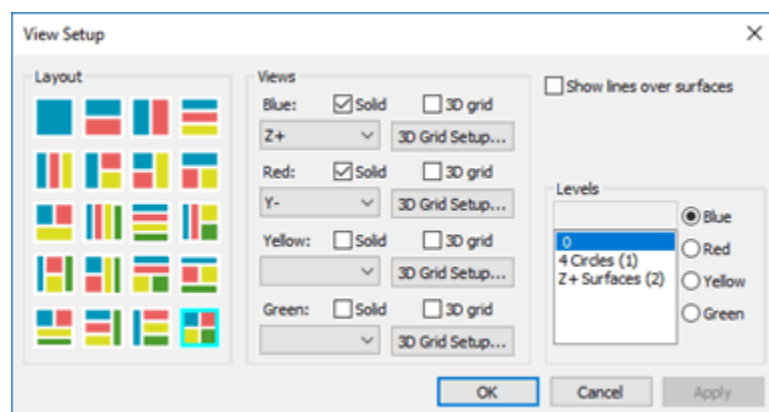 View Setup
Layout
Views
Blue:
Solid
3D grid
Z+
3D Grid Setup...
Red:
Solid
3D grid
Y-
3D Grid Setup...
Yellow:
Solid
3D grid
3D Grid Setup...
Green:
Solid
3D grid
3D Grid Setup...
Show lines over surfaces
Levels
0
4 Circles (1)
Z+ Surfaces (2)
Blue
Red
Yellow
Green
OK
Cancel
Apply